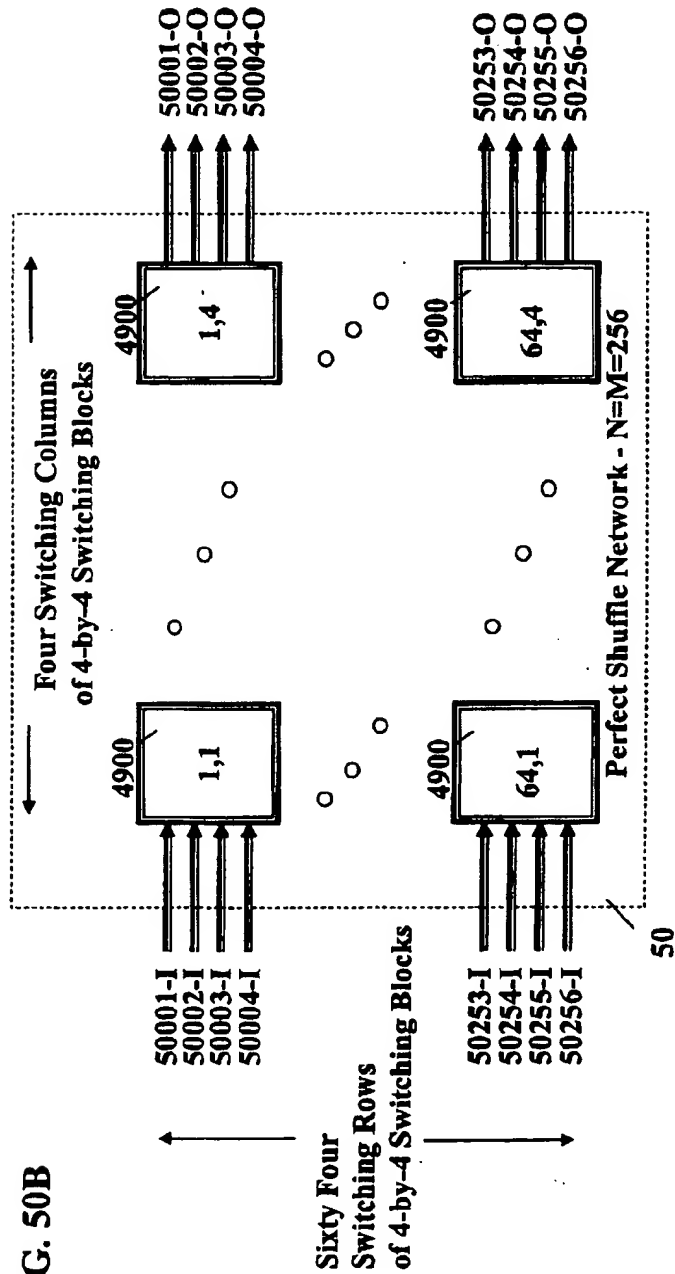 G. 50B
Four Switching Columns
of 4-by-4 Switching Blocks
Sixty Four
Switching Rows
of 4-by-4 Switching Blocks
50001-I
50002-I
50003-I
50004-I
4900
1,1
4900
1,4
50001-O
50002-O
50003-O
50004-O
50253-I
50254-I
50255-I
50256-I
4900
64,1
4900
64,4
50253-O
50254-O
50255-O
50256-O
Perfect Shuffle Network - N=M=256
50